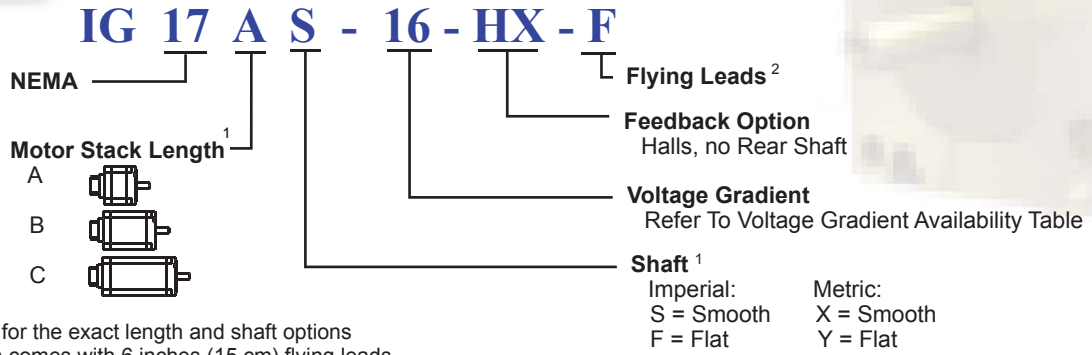 IG 17 A S - 16 - HX - F
NEMA
Flying Leads 2
Feedback Option
Halls, no Rear Shaft
Motor Stack Length 1
A
B
C
Voltage Gradient
Refer To Voltage Gradient Availability Table
Shaft 1
Imperial: Metric:
S = Smooth X = Smooth
F = Flat Y = Flat
for the exact length and shaft options
comes with 6 inches (15 cm) flying leads